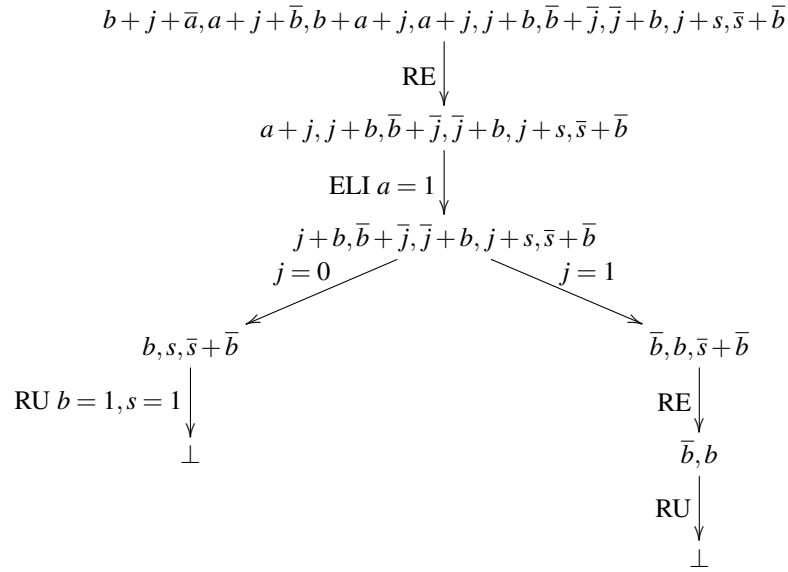 b + j + a̅, a + j + b̅, b + a + j, a + j, j + b, b̅ + j̅, j̅ + b, j + s, s̅ + b̅
RE
a + j, j + b, b̅ + j̅, j̅ + b, j + s, s̅ + b̅
ELI a = 1
j + b, b̅ + j̅, j̅ + b, j + s, s̅ + b̅
j = 0 j = 1
b, s, s̅ + b̅ b̅, b, s̅ + b̅
RU b = 1, s = 1 RE
⊥ b̅, b
RU
⊥